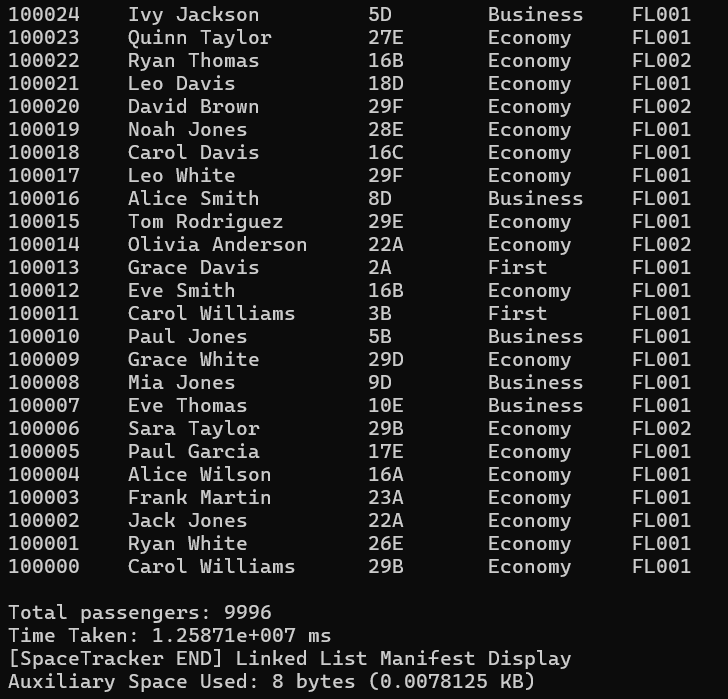 100024 Ivy Jackson 5D Business FL001
100023 Quinn Taylor 27E Economy FL001
100022 Ryan Thomas 16B Economy FL002
100021 Leo Davis 18D Economy FL001
100020 David Brown 29F Economy FL002
100019 Noah Jones 28E Economy FL001
100018 Carol Davis 16C Economy FL001
100017 Leo White 29F Economy FL001
100016 Alice Smith 8D Business FL001
100015 Tom Rodriguez 29E Economy FL001
100014 Olivia Anderson 22A Economy FL002
100013 Grace Davis 2A First FL001
100012 Eve Smith 16B Economy FL001
100011 Carol Williams 3B First FL001
100010 Paul Jones 5B Business FL001
100009 Grace White 29D Economy FL001
100008 Mia Jones 9D Business FL001
100007 Eve Thomas 10E Business FL001
100006 Sara Taylor 29B Economy FL002
100005 Paul Garcia 17E Economy FL001
100004 Alice Wilson 16A Economy FL001
100003 Frank Martin 23A Economy FL001
100002 Jack Jones 22A Economy FL001
100001 Ryan White 26E Economy FL001
100000 Carol Williams 29B Economy FL001
Total passengers: 9996
Time Taken: 1.25871e+007 ms
[SpaceTracker END] Linked List Manifest Display
Auxiliary Space Used: 8 bytes (0.0078125 KB)